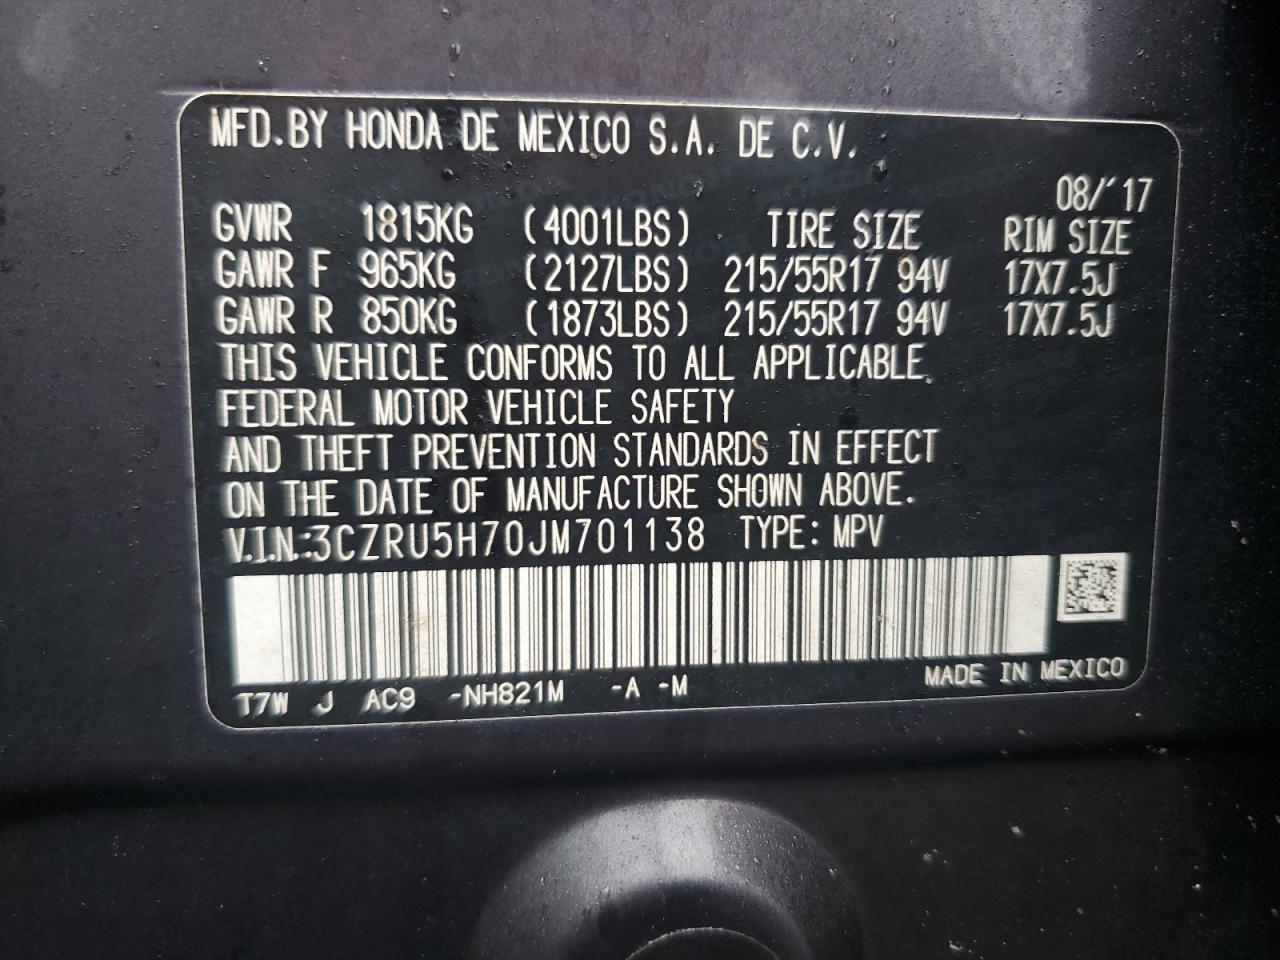 MFD.BY HONDA DE MEXICO S.A. DE C.V.
08/'17
GVWR 1815KG (4001LBS) TIRE SIZE RIM SIZE
GAWR F 965KG (2127LBS) 215/55R17 94V 17X7.5J
GAWR R 850KG (1873LBS) 215/55R17 94V 17X7.5J
THIS VEHICLE CONFORMS TO ALL APPLICABLE
FEDERAL MOTOR VEHICLE SAFETY
AND THEFT PREVENTION STANDARDS IN EFFECT
ON THE DATE OF MANUFACTURE SHOWN ABOVE.
V.I.N.:3CZRU5H70JM701138 TYPE: MPV
MADE IN MEXICO
T7W J AC9 -NH821M -A -M